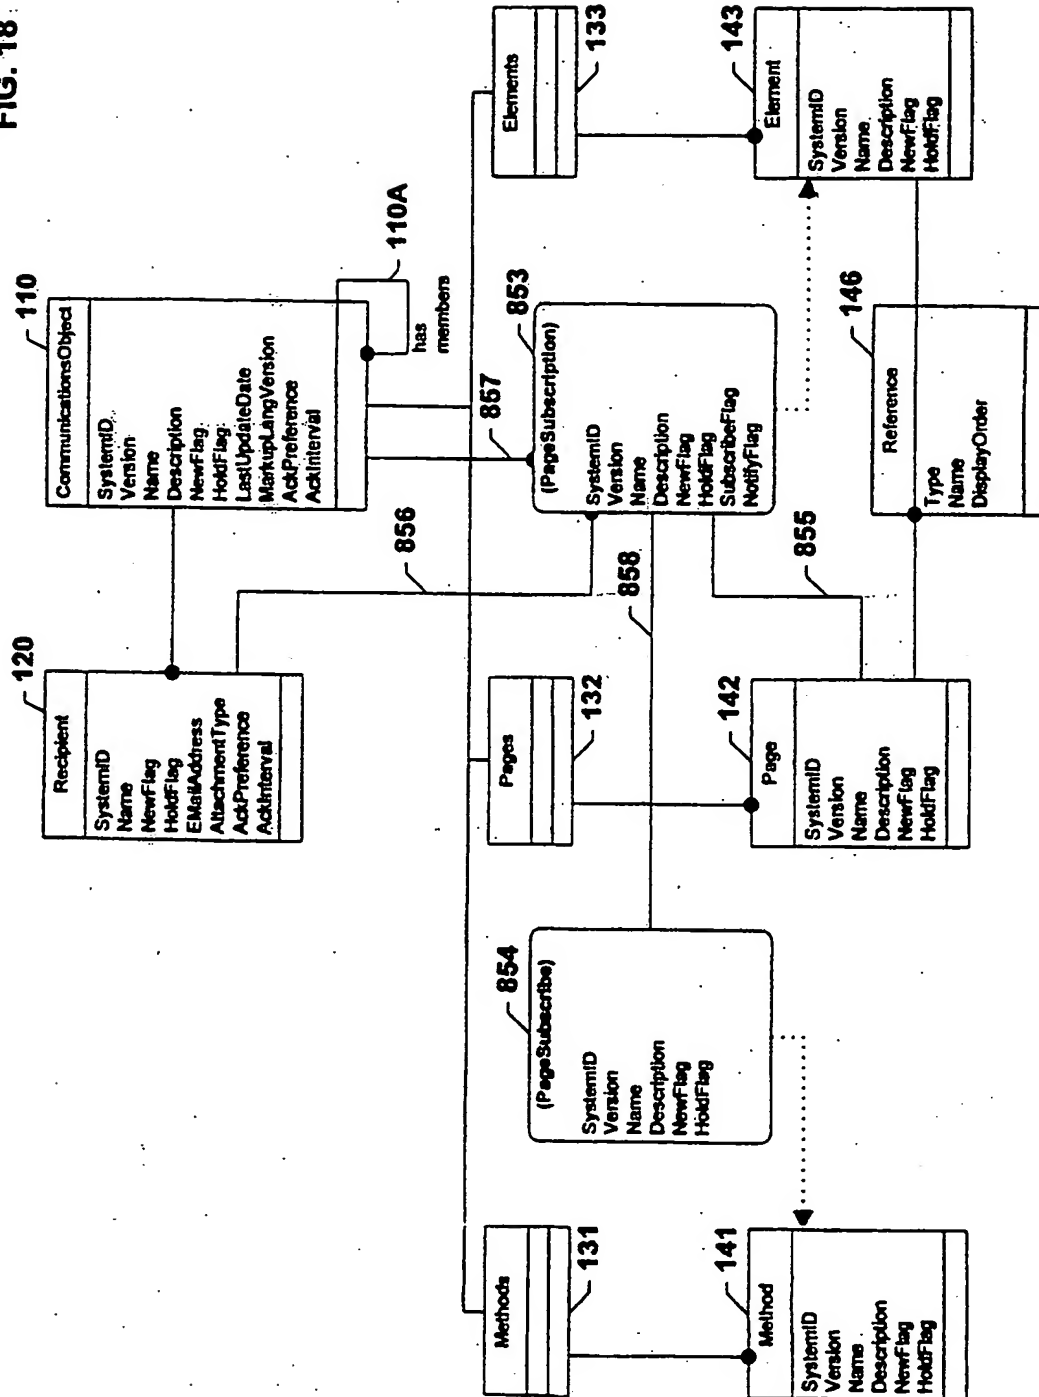 FIG. 18
110
CommunicationsObject
SystemID
Version
Name
Description
NewFlag
HoldFlag
LastUpdateDate
MarkupLangVersion
AckPreference
AckInterval
110A
has
members
120
Recipient
SystemID
Name
NewFlag
HoldFlag
EMailAddress
AttachmentType
AckPreference
AckInterval
856
857
Methods
131
Pages
132
Elements
133
854
(PageSubscribe)
SystemID
Version
Name
Description
NewFlag
HoldFlag
858
853
(PageSubscription)
SystemID
Version
Name
Description
NewFlag
HoldFlag
SubscribeFlag
NotifyFlag
855
141
Method
SystemID
Version
Name
Description
NewFlag
HoldFlag
142
Page
SystemID
Version
Name
Description
NewFlag
HoldFlag
146
Reference
Type
Name
DisplayOrder
143
Element
SystemID
Version
Name
Description
NewFlag
HoldFlag